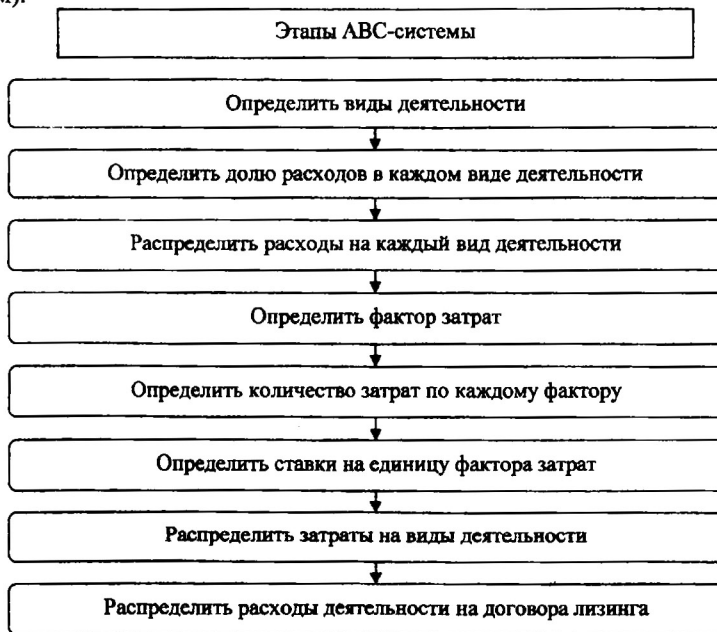 Этапы АВС-системы
Определить виды деятельности
Определить долю расходов в каждом виде деятельности
Распределить расходы на каждый вид деятельности
Определить фактор затрат
Определить количество затрат по каждому фактору
Определить ставки на единицу фактора затрат
Распределить затраты на виды деятельности
Распределить расходы деятельности на договора лизинга